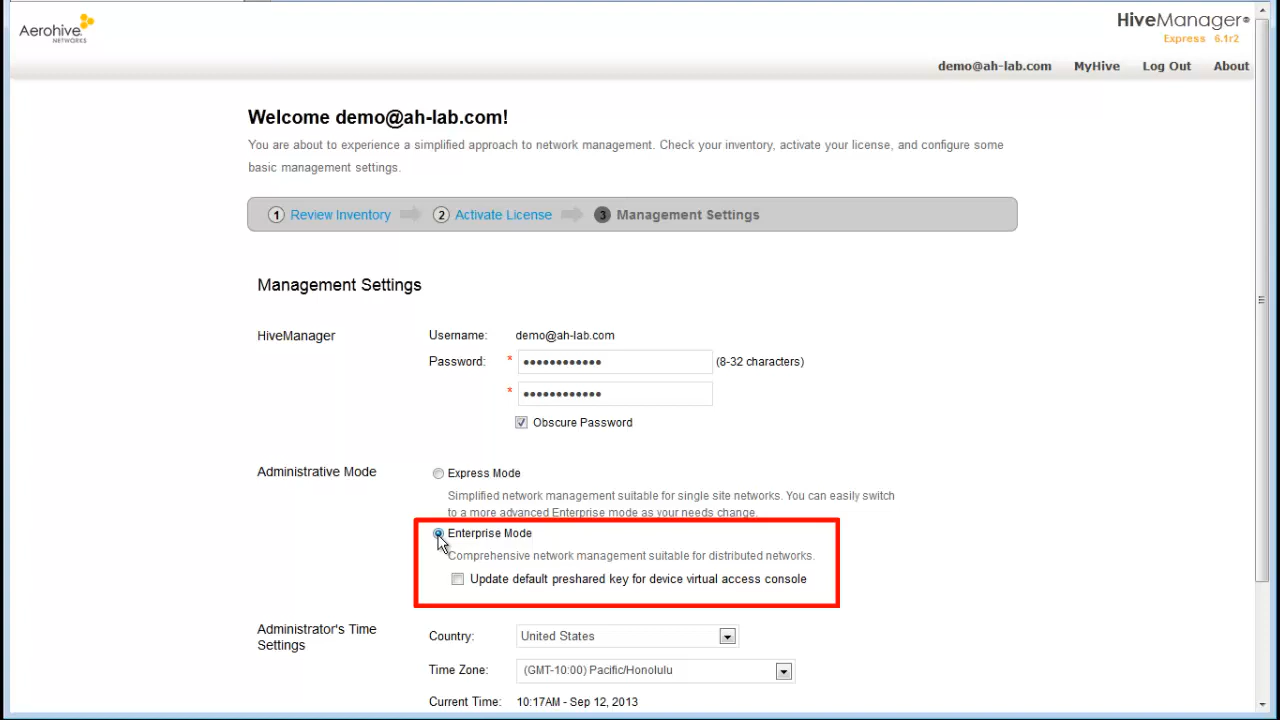 Aerohive
NETWORKS
HiveManager®
Express 6.1r2
demo@ah-lab.com MyHive Log Out About
Welcome demo@ah-lab.com!
You are about to experience a simplified approach to network management. Check your inventory, activate your license, and configure some
basic management settings.
1 Review Inventory 2 Activate License 3 Management Settings
Management Settings
HiveManager Username: demo@ah-lab.com
Password: * •••••••••••• (8-32 characters)
* ••••••••••••
Obscure Password
Administrative Mode Express Mode
Simplified network management suitable for single site networks. You can easily switch
to a more advanced Enterprise mode as your needs change.
Enterprise Mode
Comprehensive network management suitable for distributed networks.
Update default preshared key for device virtual access console
Administrator's Time
Settings
Country: United States
Time Zone: (GMT-10:00) Pacific/Honolulu
Current Time: 10:17AM - Sep 12, 2013